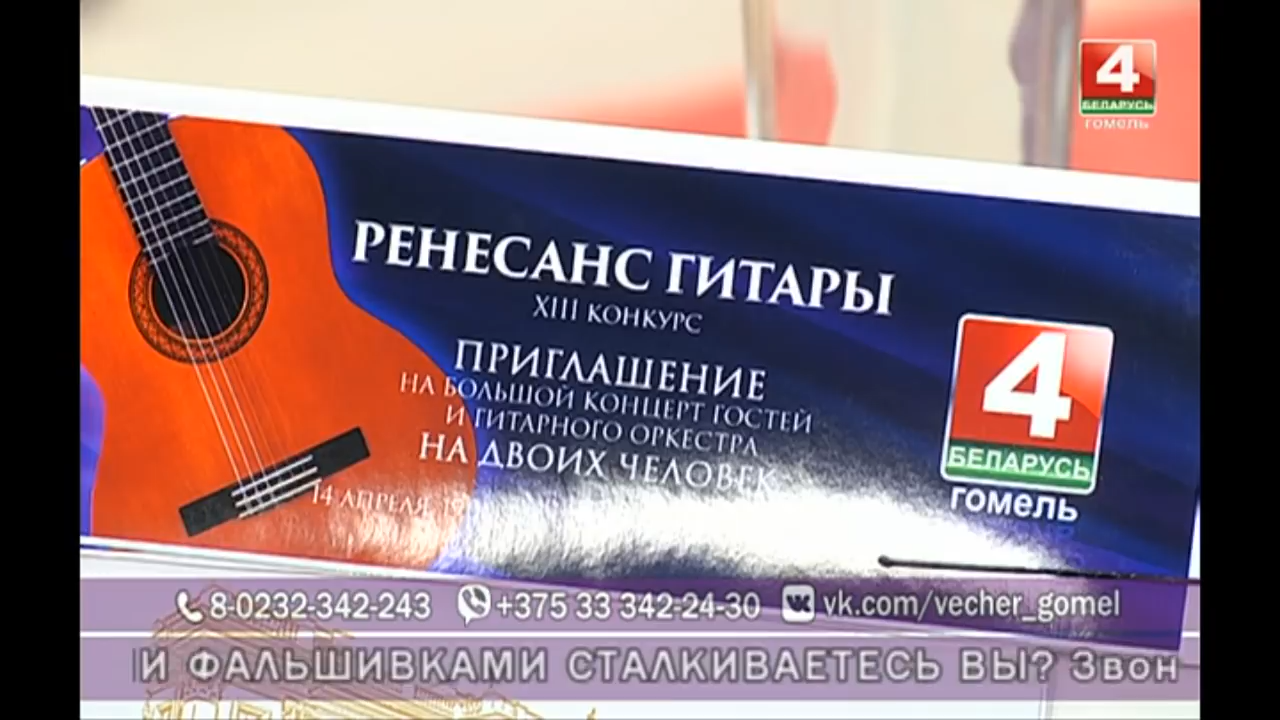 4
БЕЛАРУСЬ
ГОМЕЛЬ
РЕНЕСАНС ГИТАРЫ
XIII КОНКУРС
ПРИГЛАШЕНИЕ
НА БОЛЬШОЙ КОНЦЕРТ ГОСТЕЙ
И ГИТАРНОГО ОРКЕСТРА
НА ДВОИХ ЧЕЛОВЕК
14 АПРЕЛЯ,
4
БЕЛАРУСЬ
ГОМЕЛЬ
8-0232-342-243 +375 33 342-24-30 vk.com/vecher_gomel
И ФАЛЬШИВКАМИ СТАЛКИВАЕТЕСЬ ВЫ? Звон